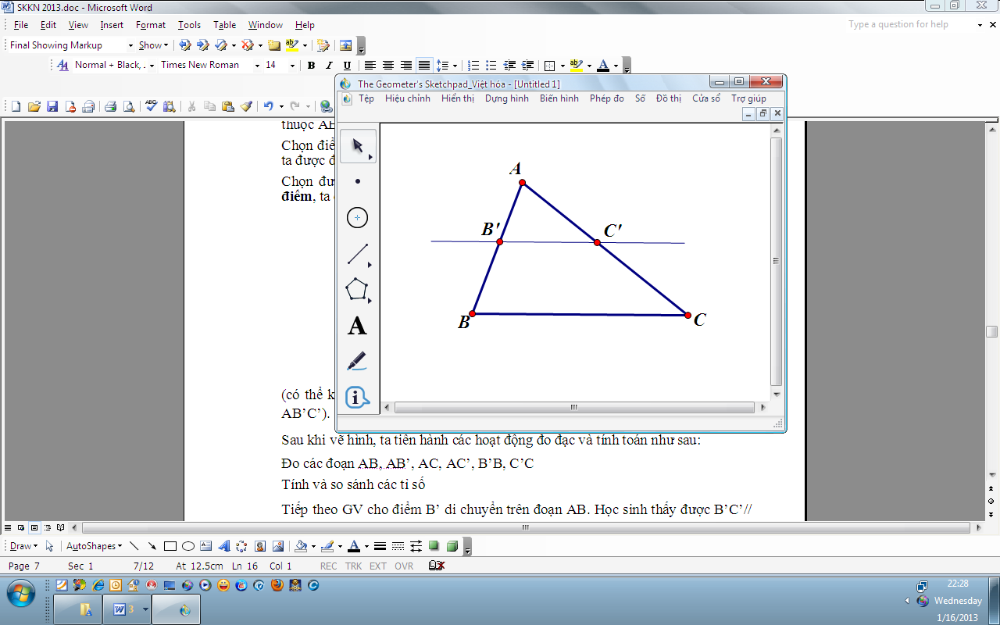 SKKN 2013.doc - Microsoft Word
File Edit View Insert Format Tools Table Window Help
Type a question for help
Final Showing Markup Show
Normal + Black, . Times New Roman 14 B I U
The Geometer's Sketchpad_Việt hóa - [Untitled 1]
Tệp Hiệu chỉnh Hiển thị Dựng hình Biến hình Phép đo Số Đồ thị Cửa sổ Trợ giúp
thuộc AB
Chọn điể
ta được đ
Chọn đư
điểm, ta
A
B'
C'
B
C
A
(có thể k
AB’C’).
Sau khi vẽ hình, ta tiến hành các hoạt động đo đạc và tính toán như sau:
Đo các đoạn AB, AB’, AC, AC’, B’B, C’C
Tính và so sánh các tỉ số
Tiếp theo GV cho điểm B’ di chuyển trên đoạn AB. Học sinh thấy được B’C’//
Draw AutoShapes
Page 7 Sec 1 7/12 At 12.5cm Ln 16 Col 1 REC TRK EXT OVR
3
22:28
Wednesday
1/16/2013